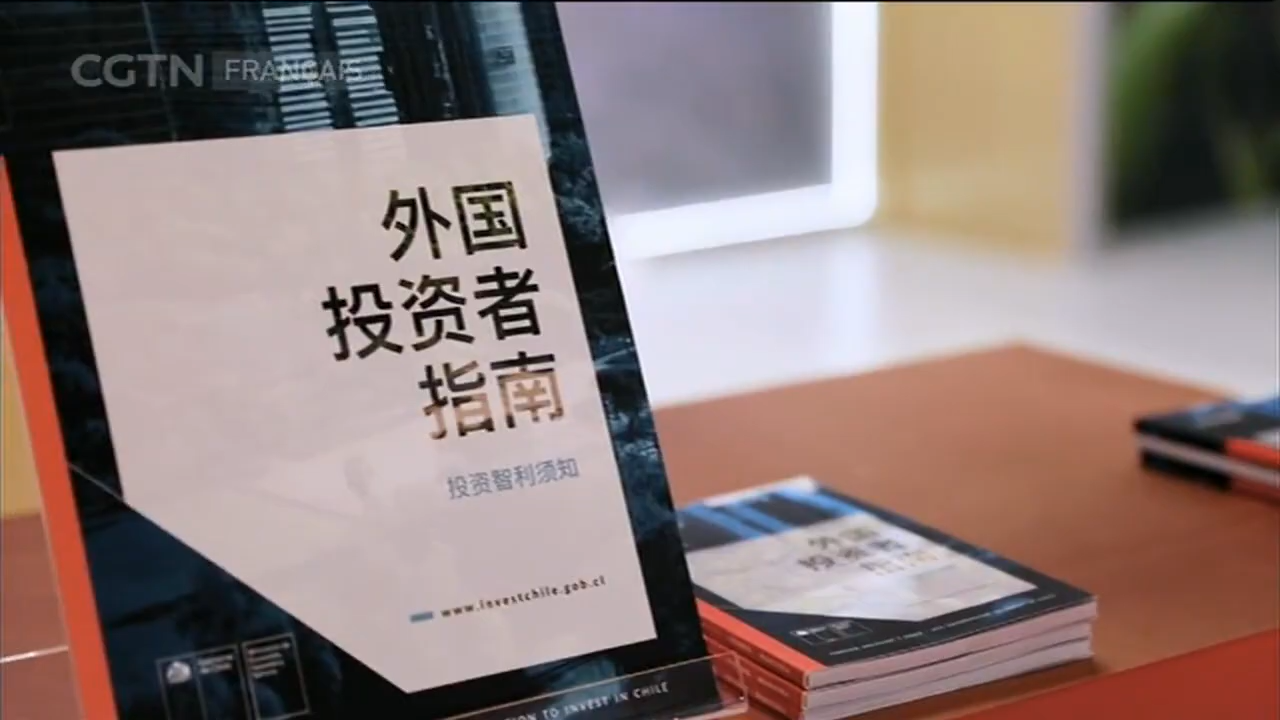 CGTN FRANÇAIS
外国
投资者
指南
投资智利须知
www.investchile.gob.cl
TO INVEST IN CHILE
外国
投资者
指南